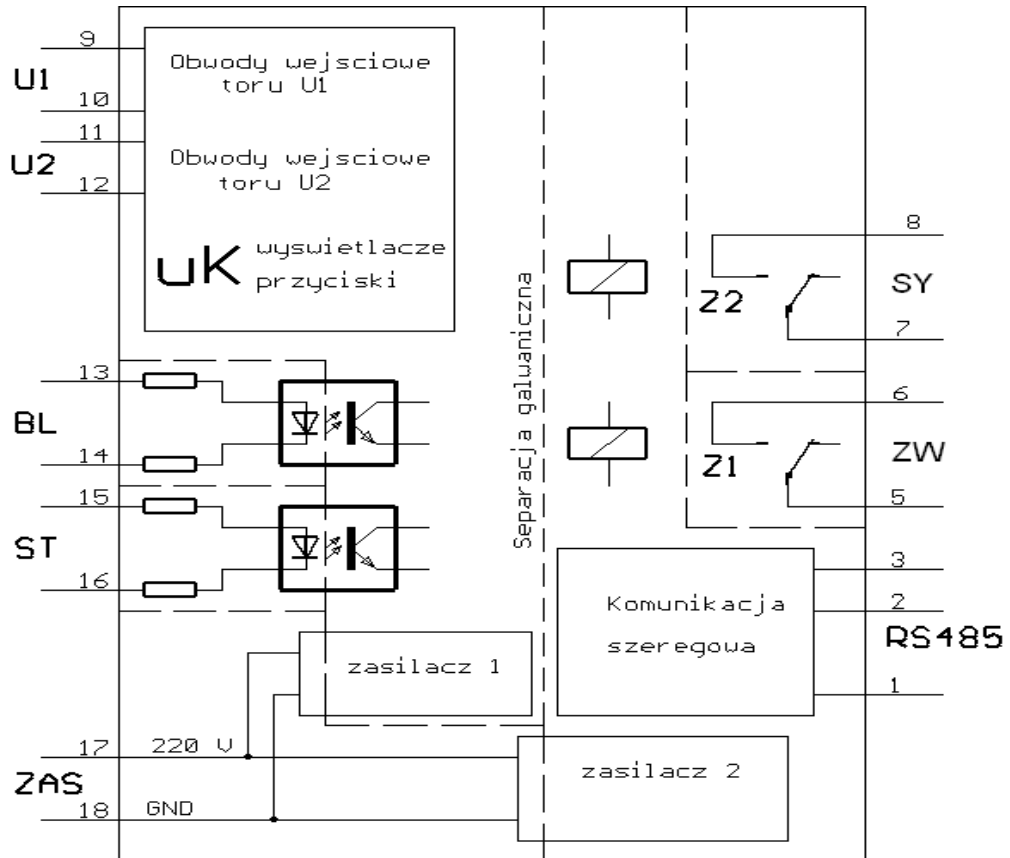 9
U1
10
Obwody wejsciowe
toru U1
11
U2
12
Obwody wejsciowe
toru U2
uK wyswietlacze
przyciski
Separacja galwaniczna
8
Z2
SY
7
13
BL
14
6
Z1
ZW
5
15
ST
16
3
2
RS485
1
Komunikacja
szeregowa
zasilacz 1
17
220 V
ZAS
18
GND
zasilacz 2